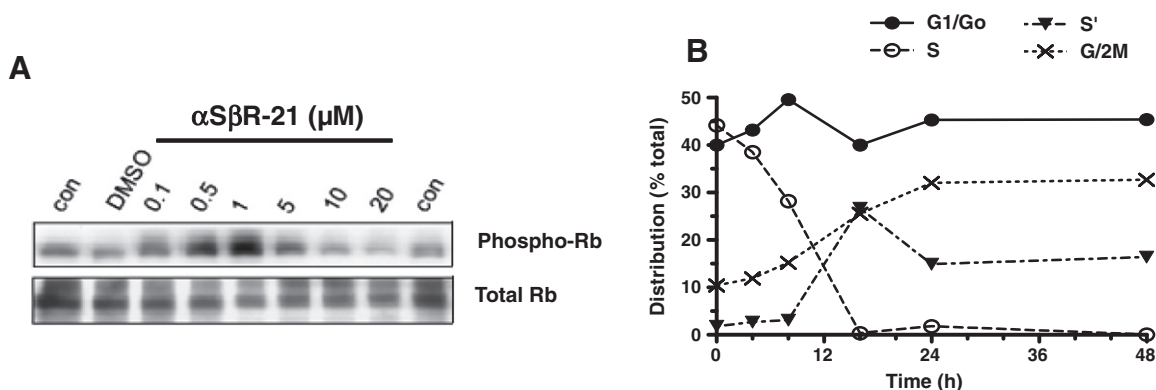 A
αSβR-21 (µM)
con DMSO 0.1 0.5 1 5 10 20 con
Phospho-Rb
Total Rb
G1/Go S'
S G/2M
B
50
40
30
20
10
0
Distribution (% total)
0 12 24 36 48
Time (h)